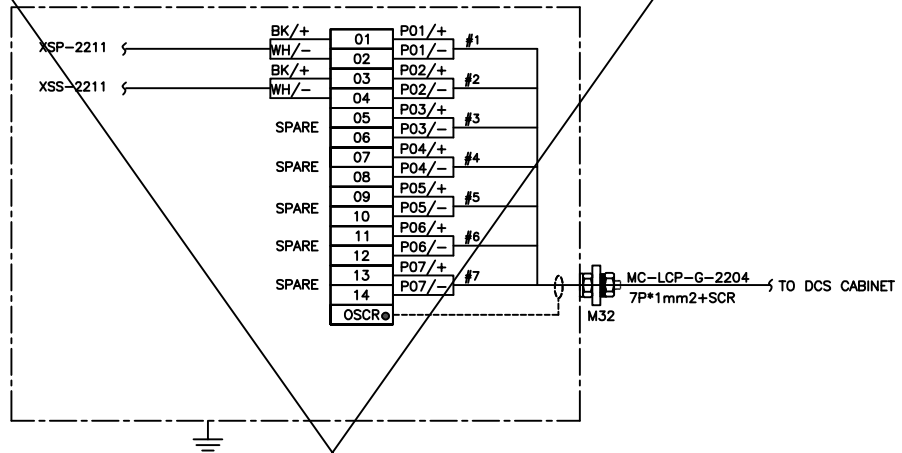 BK/+ 01 P01/+ #1
XSP-2211 WH/- 02 P01/-
BK/+ 03 P02/+ #2
XSS-2211 WH/- 04 P02/-
05 P03/+ #3
SPARE 06 P03/-
07 P04/+ #4
SPARE 08 P04/-
09 P05/+ #5
SPARE 10 P05/-
11 P06/+ #6
SPARE 12 P06/-
13 P07/+ #7
SPARE 14 P07/-
OSCR
MC-LCP-G-2204
7P*1mm2+SCR
TO DCS CABINET
M32